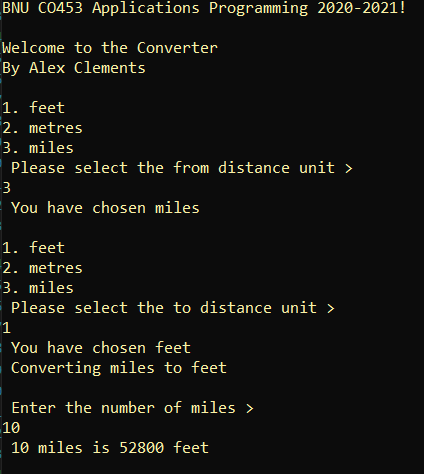 BNU CO453 Applications Programming 2020-2021!
Welcome to the Converter
By Alex Clements
1. feet
2. metres
3. miles
Please select the from distance unit >
3
You have chosen miles
1. feet
2. metres
3. miles
Please select the to distance unit >
1
You have chosen feet
Converting miles to feet
Enter the number of miles >
10
10 miles is 52800 feet